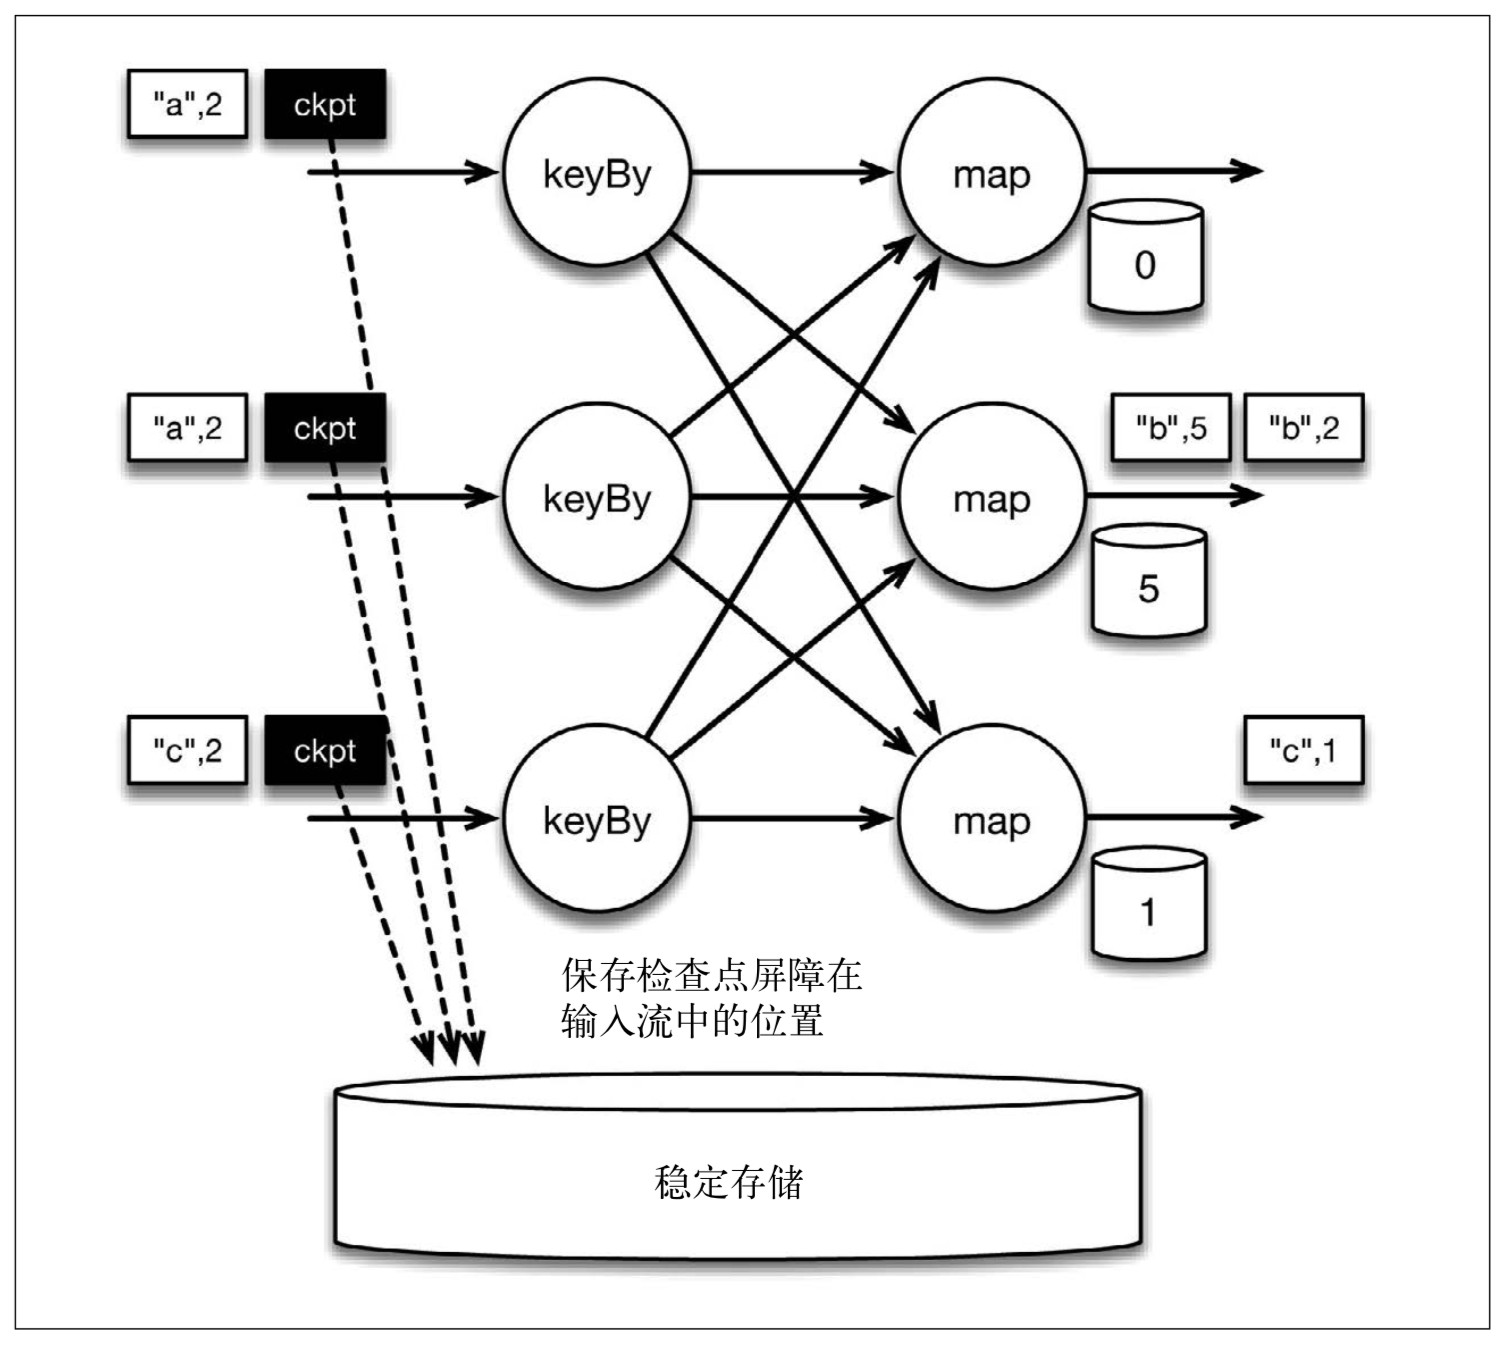 "a",2 ckpt
keyBy map
0
"a",2 ckpt
"b",5 "b",2
keyBy map
5
"c",2 ckpt
"c",1
keyBy map
1
保存检查点屏障在
输入流中的位置
稳定存储